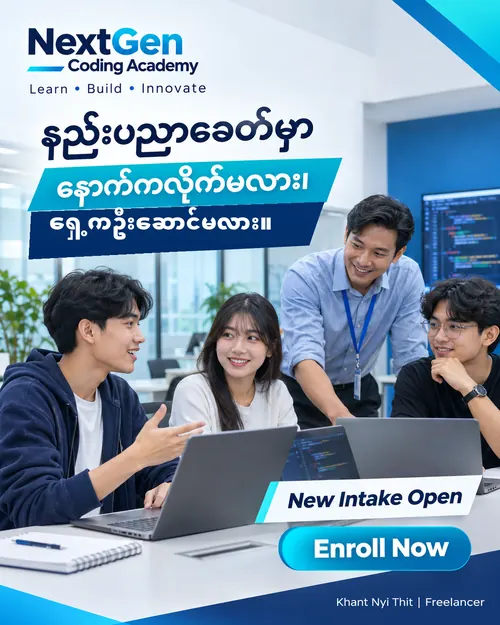 NextGen
Coding Academy
Learn • Build • Innovate
နည်းပညာခေတ်မှာ
နောက်ကလိုက်မလား၊
ရှေ့ကဦးဆောင်မလား။
New Intake Open
Enroll Now
Khant Nyi Thit | Freelancer